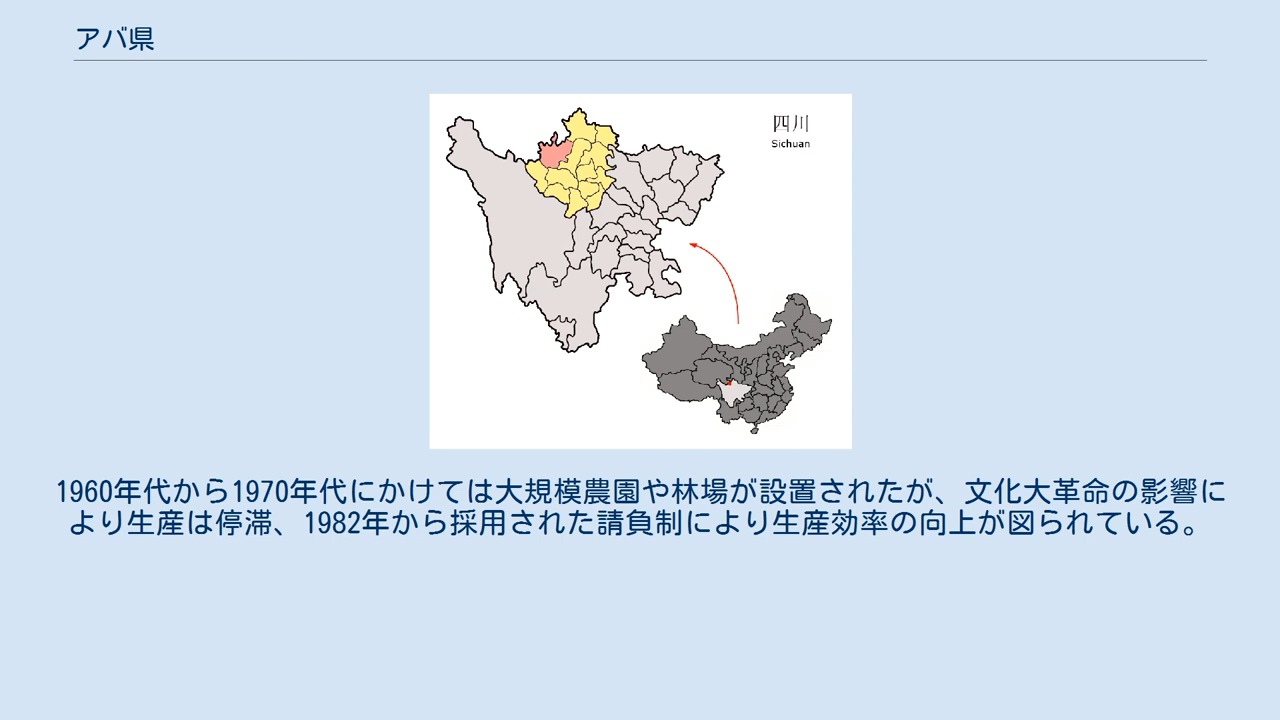 アバ県
四川
Sichuan
1960年代から1970年代にかけては大規模農園や林場が設置されたが、文化大革命の影響に
より生産は停滞、1982年から採用された請負制により生産効率の向上が図られている。